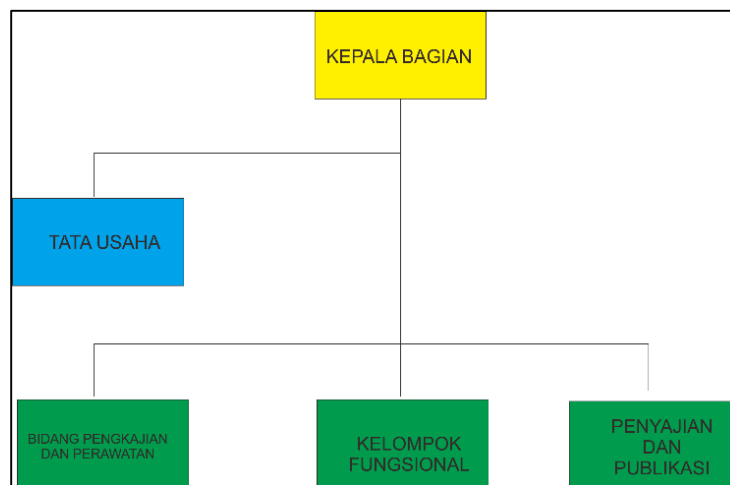 KEPALA BAGIAN
TATA USAHA
BIDANG PENGKAJIAN
DAN PERAWATAN
KELOMPOK
FUNGSIONAL
PENYAJIAN
DAN
PUBLIKASI